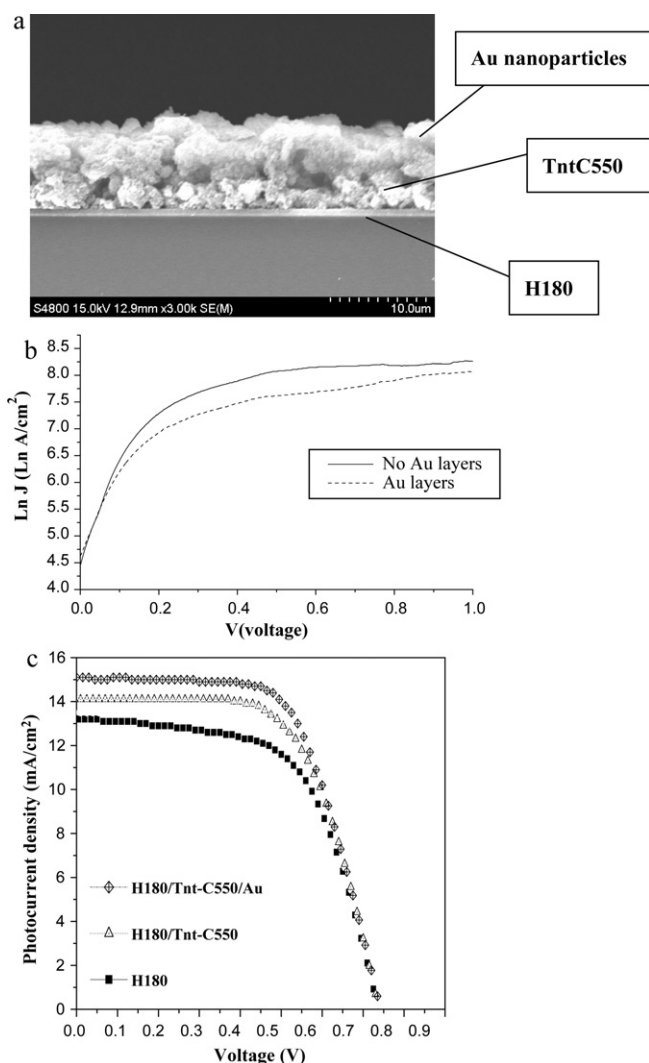 a
Au nanoparticles
TntC550
H180
S4800 15.0kV 12.9mm x3.00k SE(M)
10.0um
b
8.5
8.0
7.5
7.0
6.5
6.0
5.5
5.0
4.5
4.0
Ln J (Ln A/cm²)
No Au layers
Au layers
0.0 0.2 0.4 0.6 0.8 1.0
V(voltage)
c
16
14
12
10
8
6
4
2
0
Photocurrent density (mA/cm²)
H180/Tnt-C550/Au
H180/Tnt-C550
H180
0.0 0.1 0.2 0.3 0.4 0.5 0.6 0.7 0.8 0.9
Voltage (V)